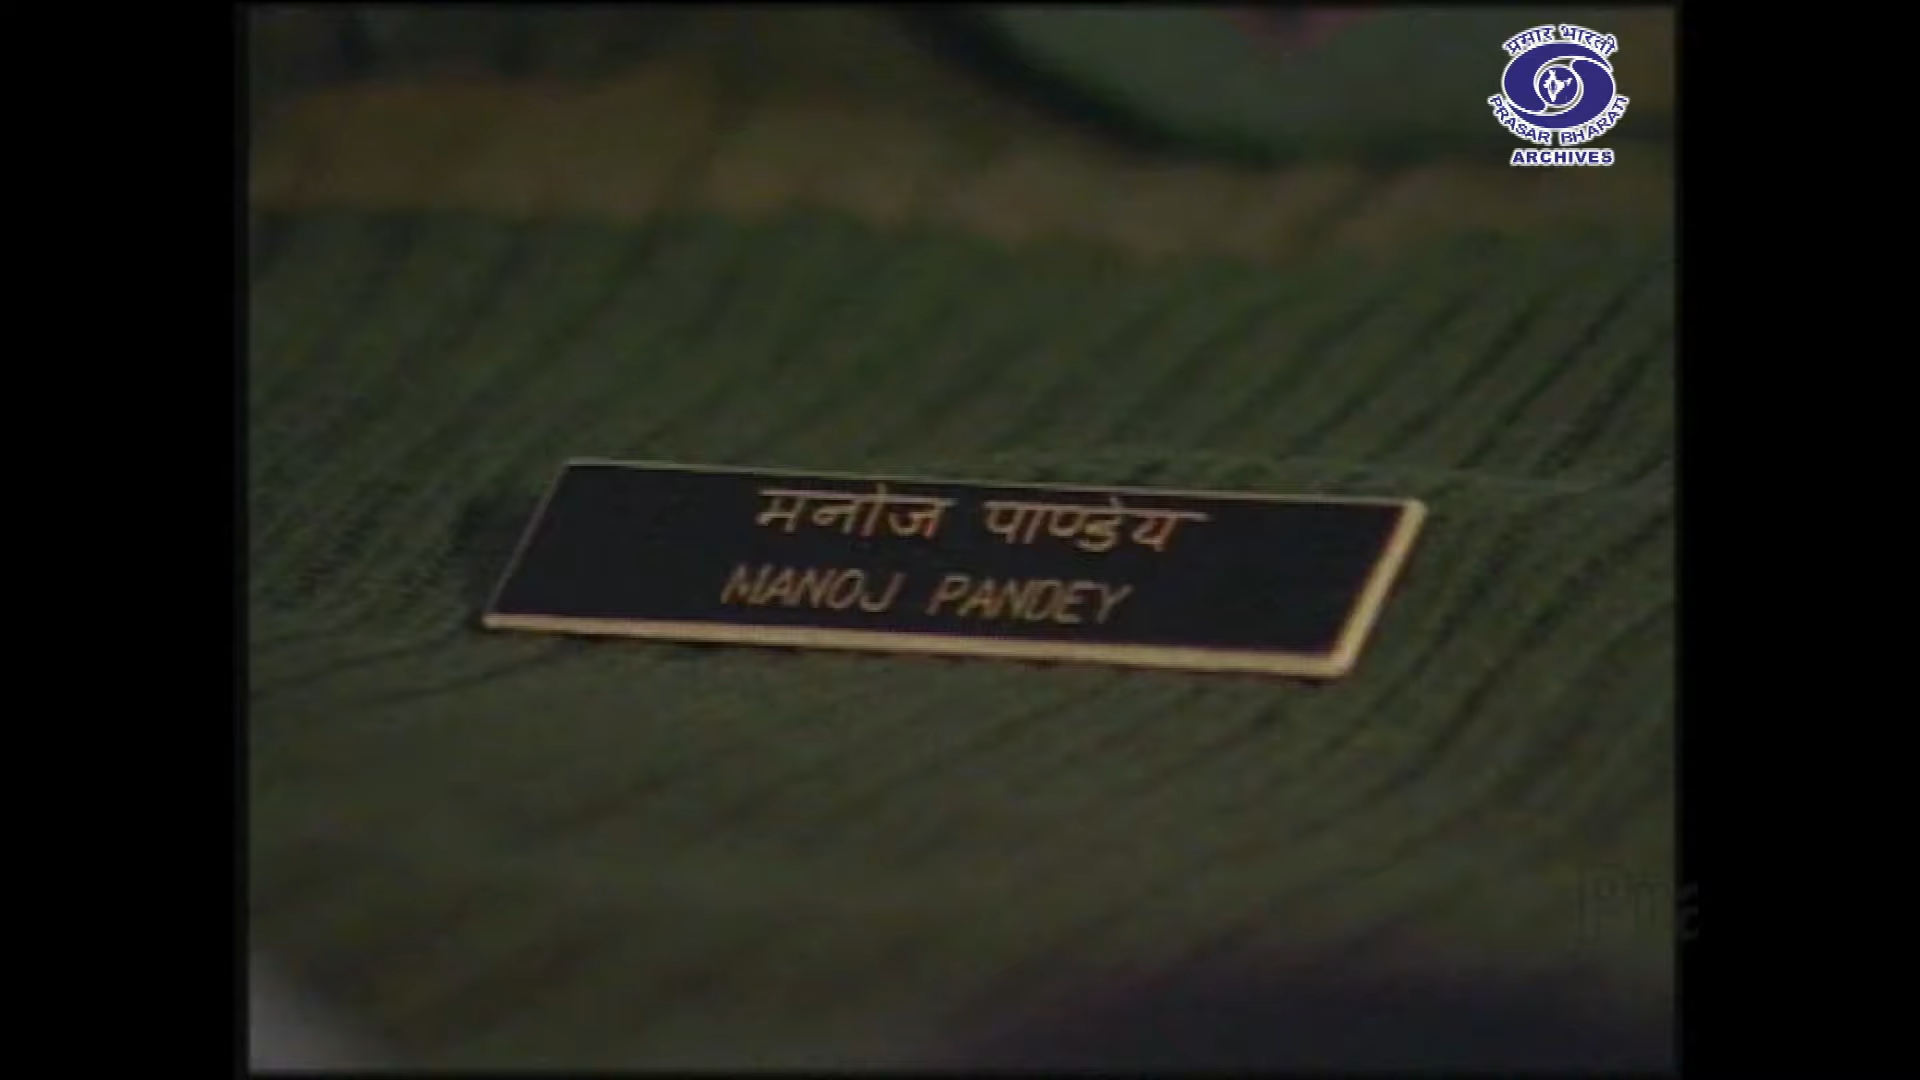 प्रसार भारती
PRASAR BHARATI
ARCHIVES
मनोज पाण्डेय
MANOJ PANDEY